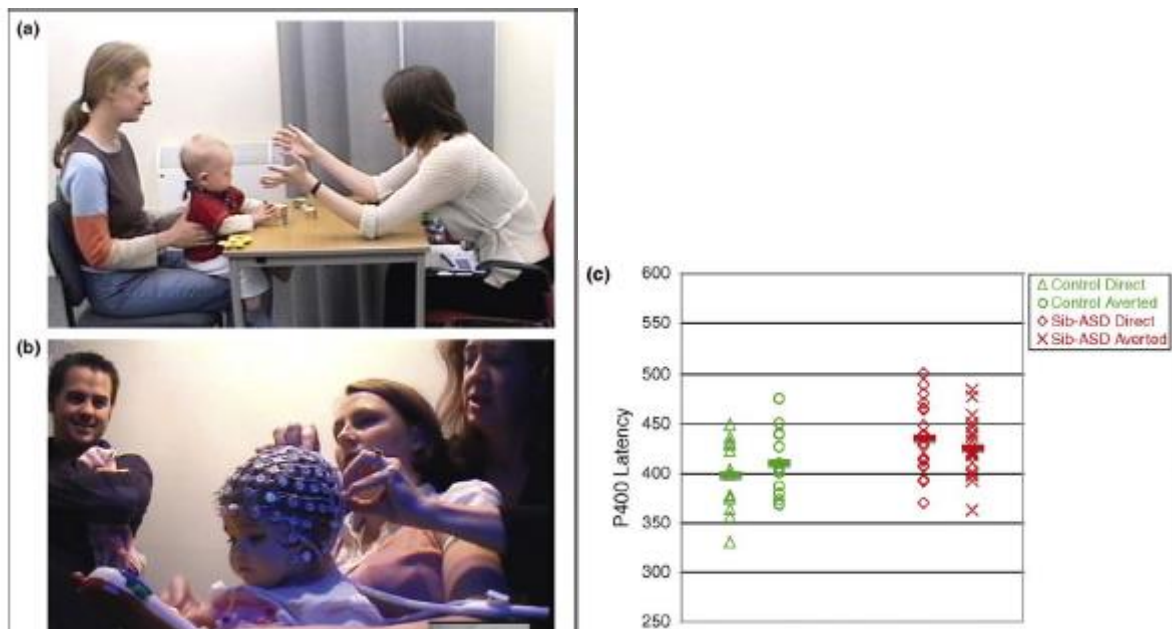 (a)
(b)
(c)
600
550
500
450
400
350
300
250
P400 Latency
Control Direct
Control Averted
Sib-ASD Direct
Sib-ASD Averted